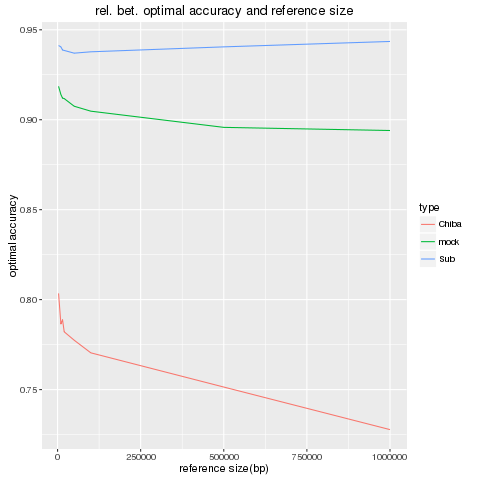 rel. bet. optimal accuracy and reference size
0.95
0.90
0.85
0.80
0.75
optimal accuracy
0
250000
500000
750000
1000000
reference size(bp)
type
Chiba
mock
Sub